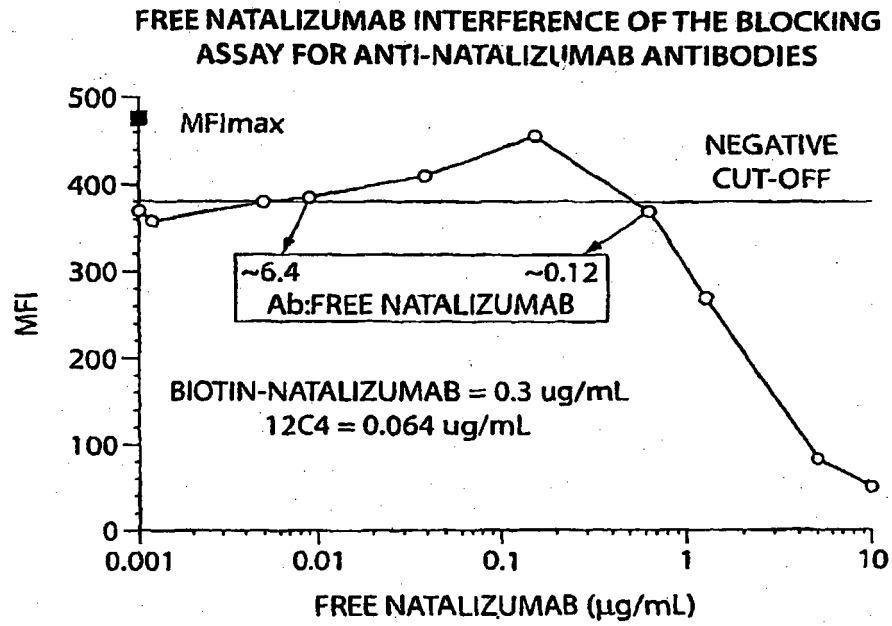 FREE NATALIZUMAB INTERFERENCE OF THE BLOCKING
ASSAY FOR ANTI-NATALIZUMAB ANTIBODIES
500
MFImax
NEGATIVE
CUT-OFF
400
~6.4 ~0.12
Ab:FREE NATALIZUMAB
300
MFI
200
BIOTIN-NATALIZUMAB = 0.3 ug/mL
12C4 = 0.064 ug/mL
100
0
0.001 0.01 0.1 1 10
FREE NATALIZUMAB (µg/mL)